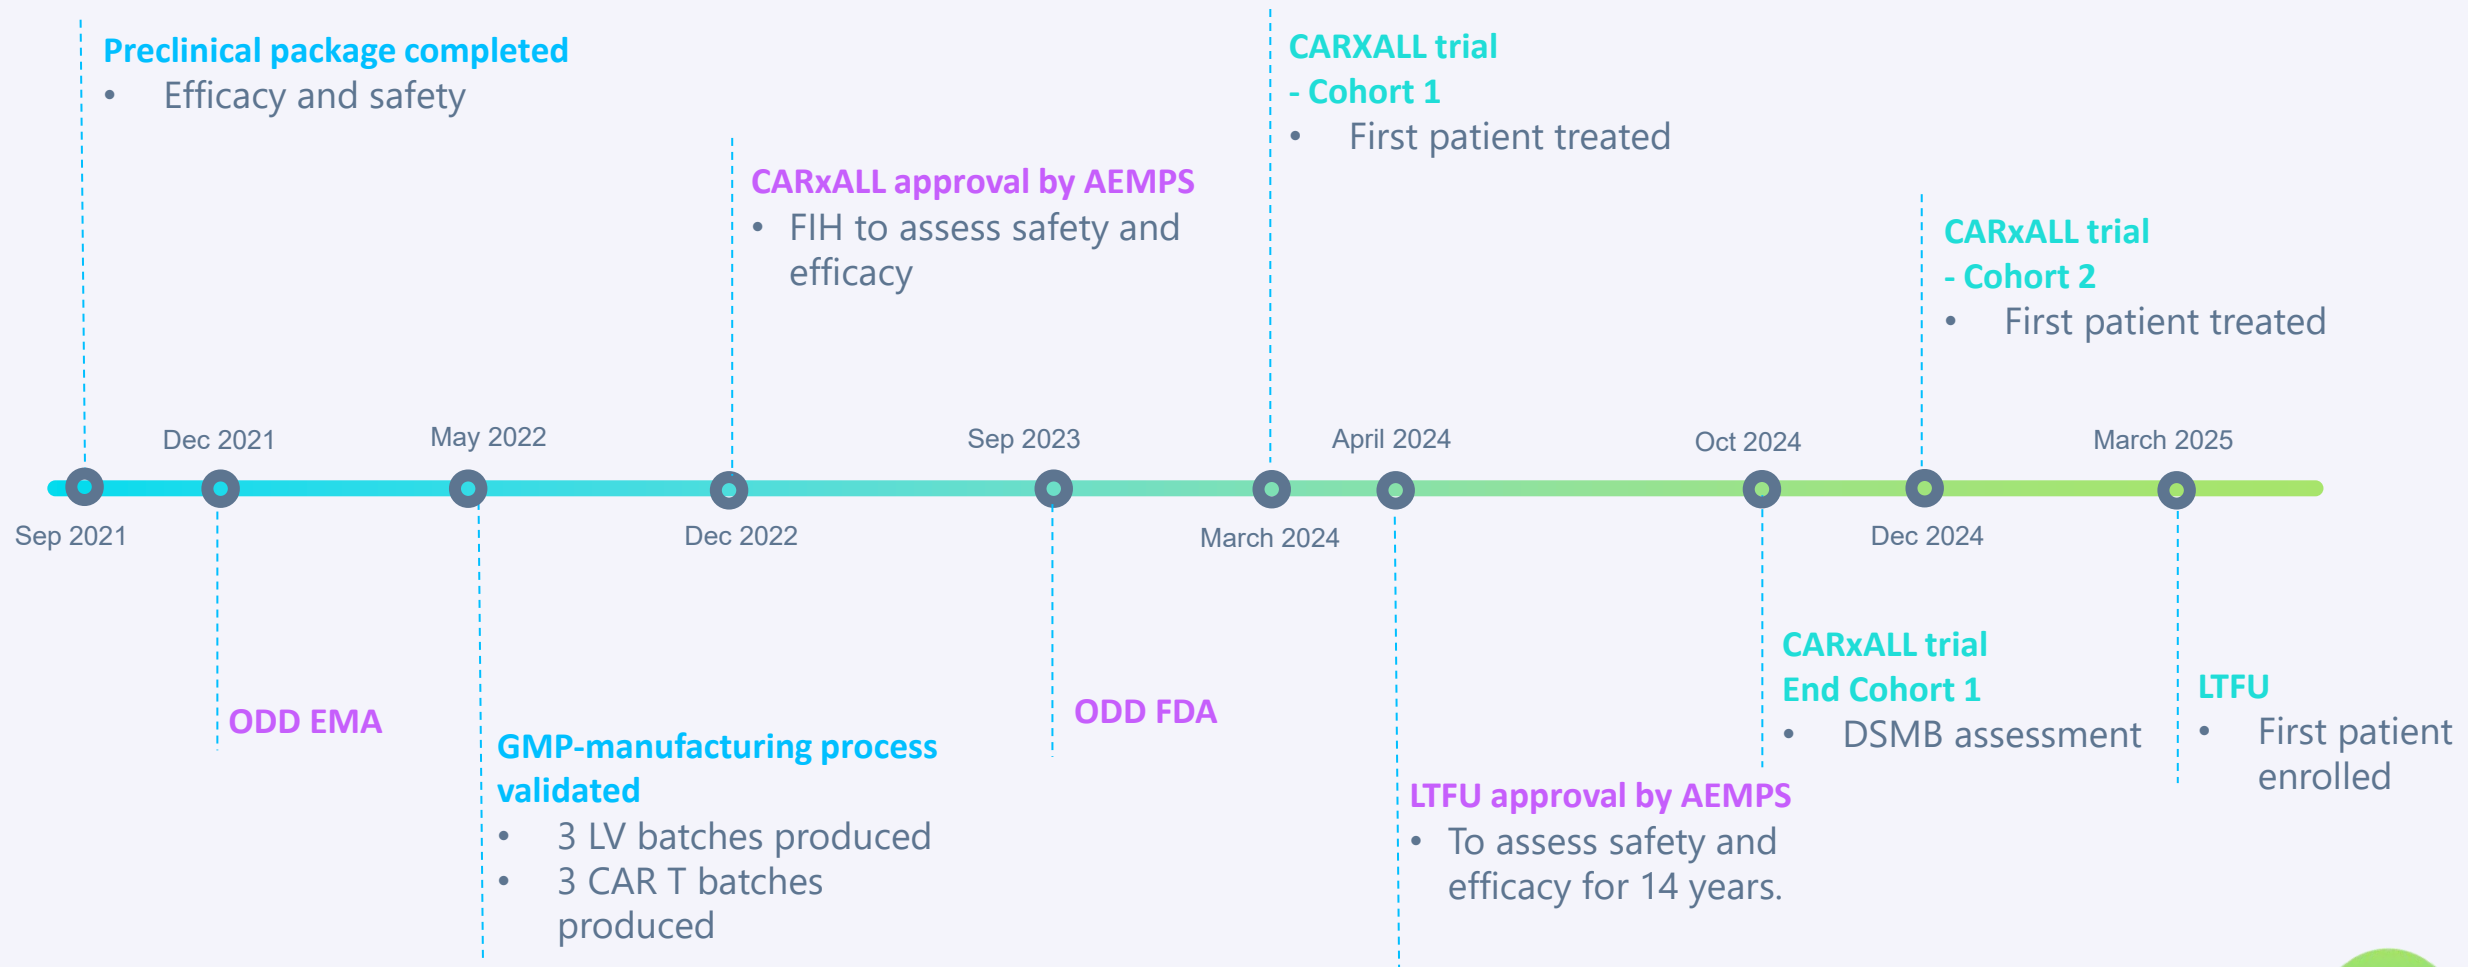 Preclinical package completed
• Efficacy and safety
CARxALL approval by AEMPS
• FIH to assess safety and
efficacy
CARXALL trial
- Cohort 1
• First patient treated
CARxALL trial
- Cohort 2
• First patient treated
Dec 2021
May 2022
Sep 2023
April 2024
Oct 2024
March 2025
Sep 2021
Dec 2022
March 2024
Dec 2024
ODD EMA
GMP-manufacturing process
validated
• 3 LV batches produced
• 3 CAR T batches
produced
ODD FDA
LTFU approval by AEMPS
• To assess safety and
efficacy for 14 years.
CARxALL trial
End Cohort 1
• DSMB assessment
LTFU
• First patient
enrolled